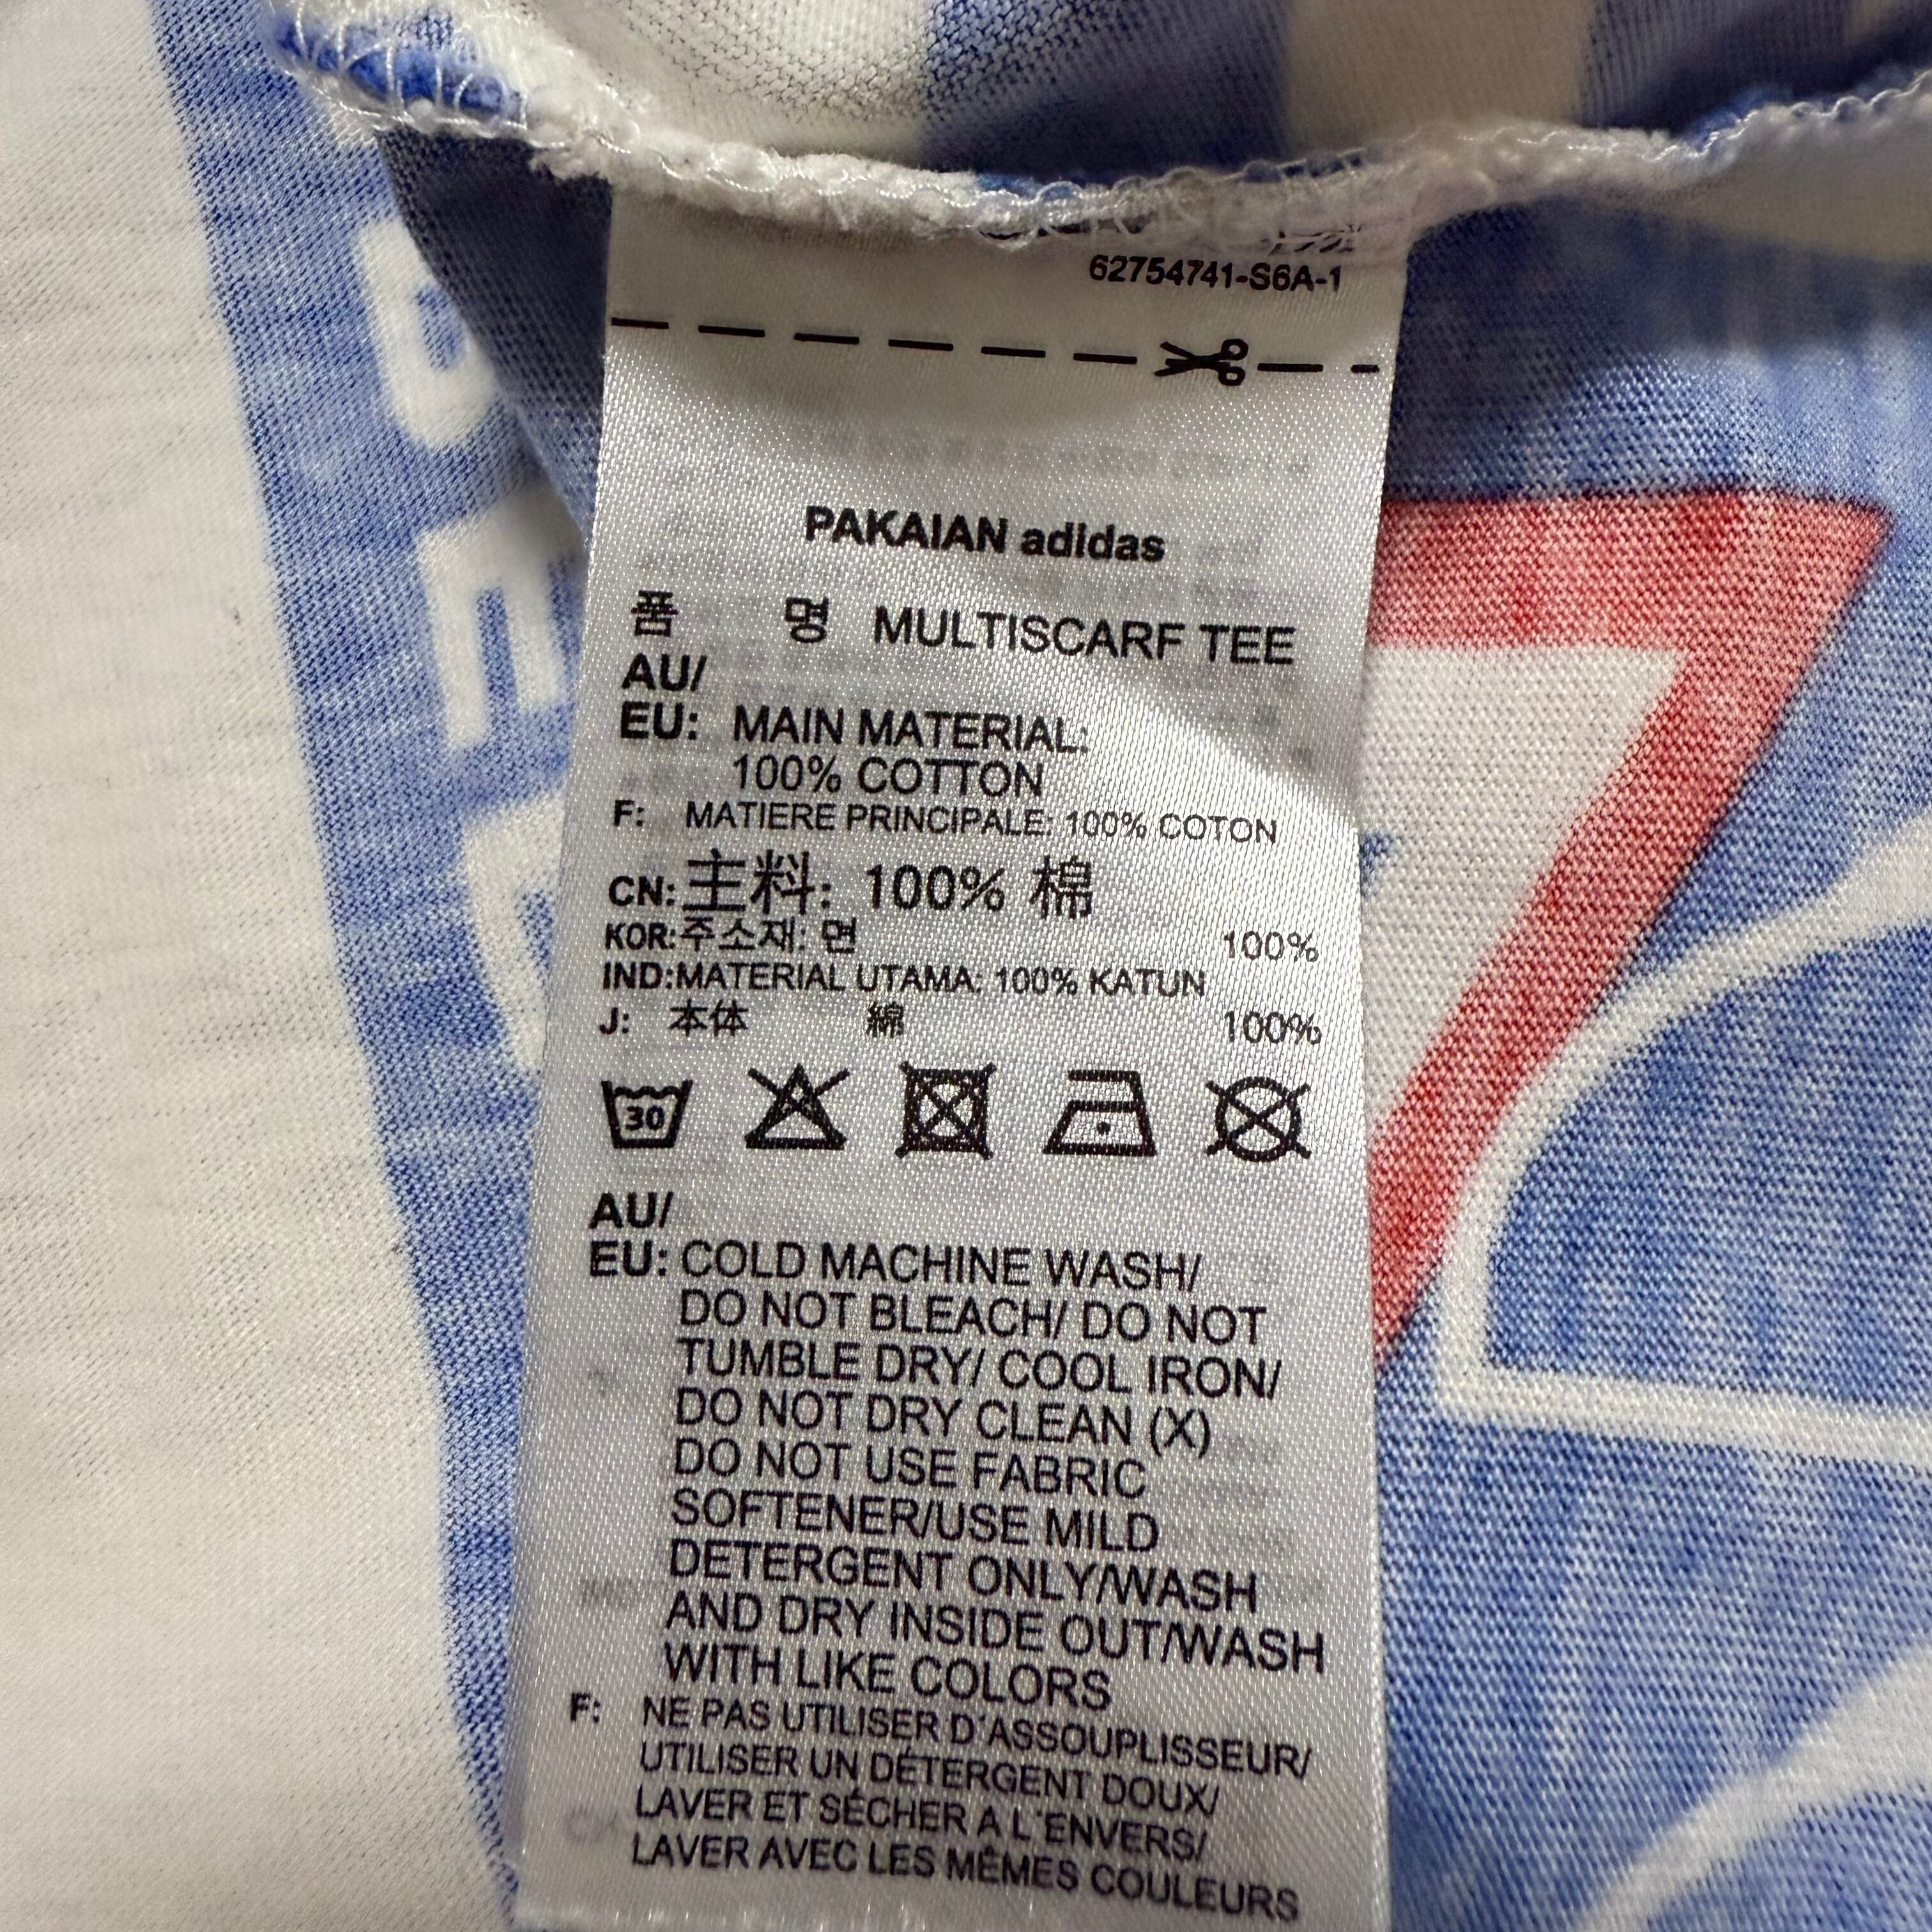 62754741-S6A-1
PAKAIAN adidas
품 명 MULTISCARF TEE
AU/
EU: MAIN MATERIAL:
100% COTTON
F: MATIERE PRINCIPALE: 100% COTON
CN: 主料: 100% 棉
KOR:주소재: 면 100%
IND:MATERIAL UTAMA: 100% KATUN
J: 本体 綿 100%
30
AU/
EU: COLD MACHINE WASH/
DO NOT BLEACH/ DO NOT
TUMBLE DRY/ COOL IRON/
DO NOT DRY CLEAN (X)
DO NOT USE FABRIC
SOFTENER/USE MILD
DETERGENT ONLY/WASH
AND DRY INSIDE OUT/WASH
WITH LIKE COLORS
F: NE PAS UTILISER D'ASSOUPLISSEUR/
UTILISER UN DÉTERGENT DOUX/
LAVER ET SÉCHER A L'ENVERS/
LAVER AVEC LES MÊMES COULEURS